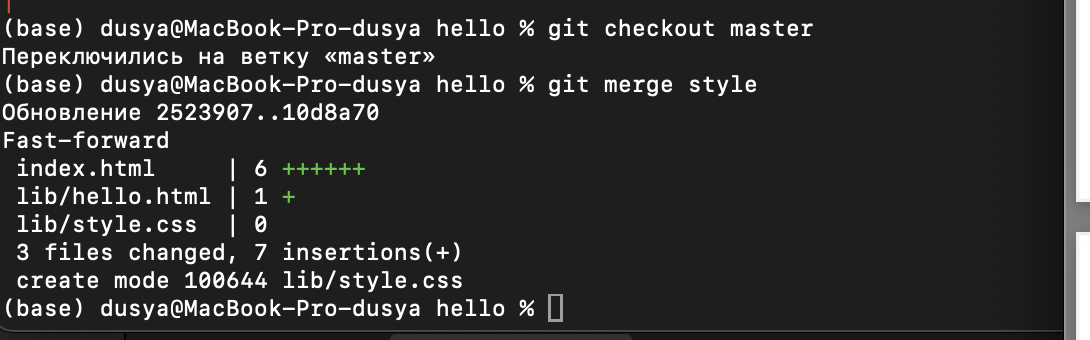 (base) dusya@MacBook-Pro-dusya hello % git checkout master
Переключились на ветку «master»
(base) dusya@MacBook-Pro-dusya hello % git merge style
Обновление 2523907..10d8a70
Fast-forward
 index.html     | 6 ++++++
 lib/hello.html | 1 +
 lib/style.css  | 0
 3 files changed, 7 insertions(+)
 create mode 100644 lib/style.css
(base) dusya@MacBook-Pro-dusya hello %